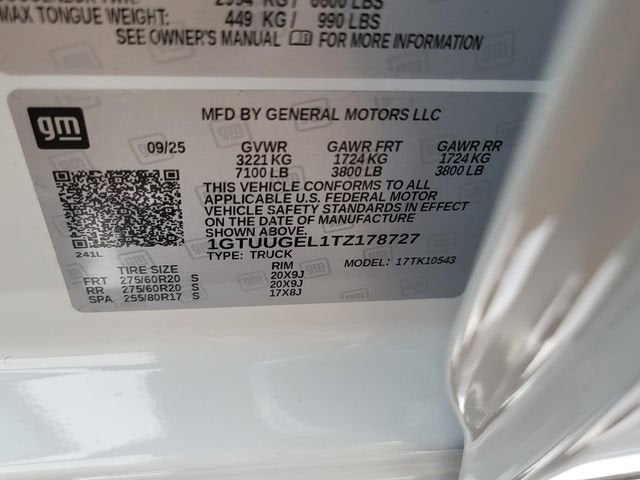 2994 KG / 6600 LBS
MAX TONGUE WEIGHT: 449 KG / 990 LBS
SEE OWNER'S MANUAL FOR MORE INFORMATION
gm
MFD BY GENERAL MOTORS LLC
09/25 GVWR GAWR FRT GAWR RR
3221 KG 1724 KG 1724 KG
7100 LB 3800 LB 3800 LB
THIS VEHICLE CONFORMS TO ALL
APPLICABLE U.S. FEDERAL MOTOR
VEHICLE SAFETY STANDARDS IN EFFECT
ON THE DATE OF MANUFACTURE
SHOWN ABOVE.
1GTUUGEL1TZ178727
241L
TYPE: TRUCK MODEL: 17TK10543
TIRE SIZE RIM
FRT 275/60R20 S 20X9J
RR 275/60R20 S 20X9J
SPA 255/80R17 S 17X8J